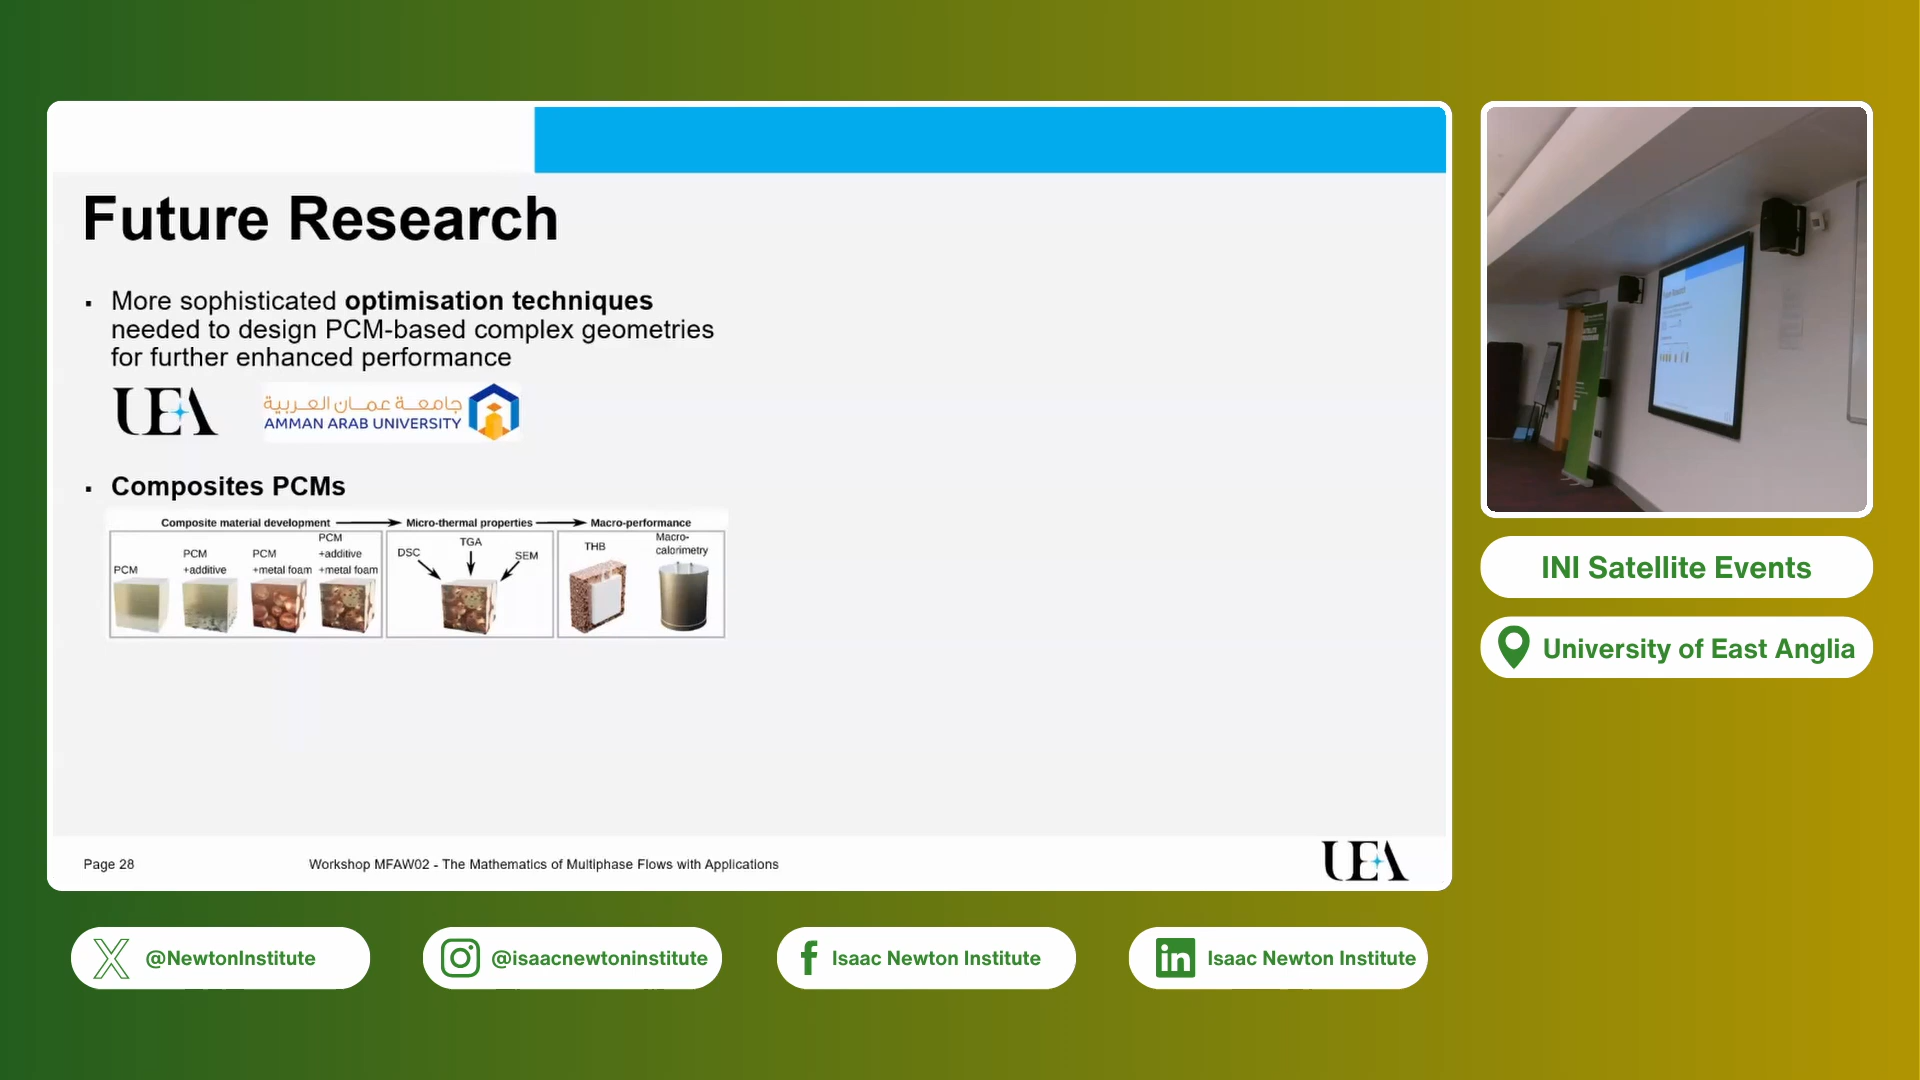 Future Research
▪ More sophisticated optimisation techniques
needed to design PCM-based complex geometries
for further enhanced performance
UEA
جامعة عمان العربية
AMMAN ARAB UNIVERSITY
▪ Composites PCMs
Composite material development
Micro-thermal properties
Macro-performance
PCM
PCM
+additive
PCM
+metal foam
PCM
+additive
+metal foam
DSC
TGA
SEM
THB
Macro-
calorimetry
Page 28
Workshop MFAW02 - The Mathematics of Multiphase Flows with Applications
UEA
INI Satellite Events
University of East Anglia
@NewtonInstitute
@isaacnewtoninstitute
Isaac Newton Institute
Isaac Newton Institute